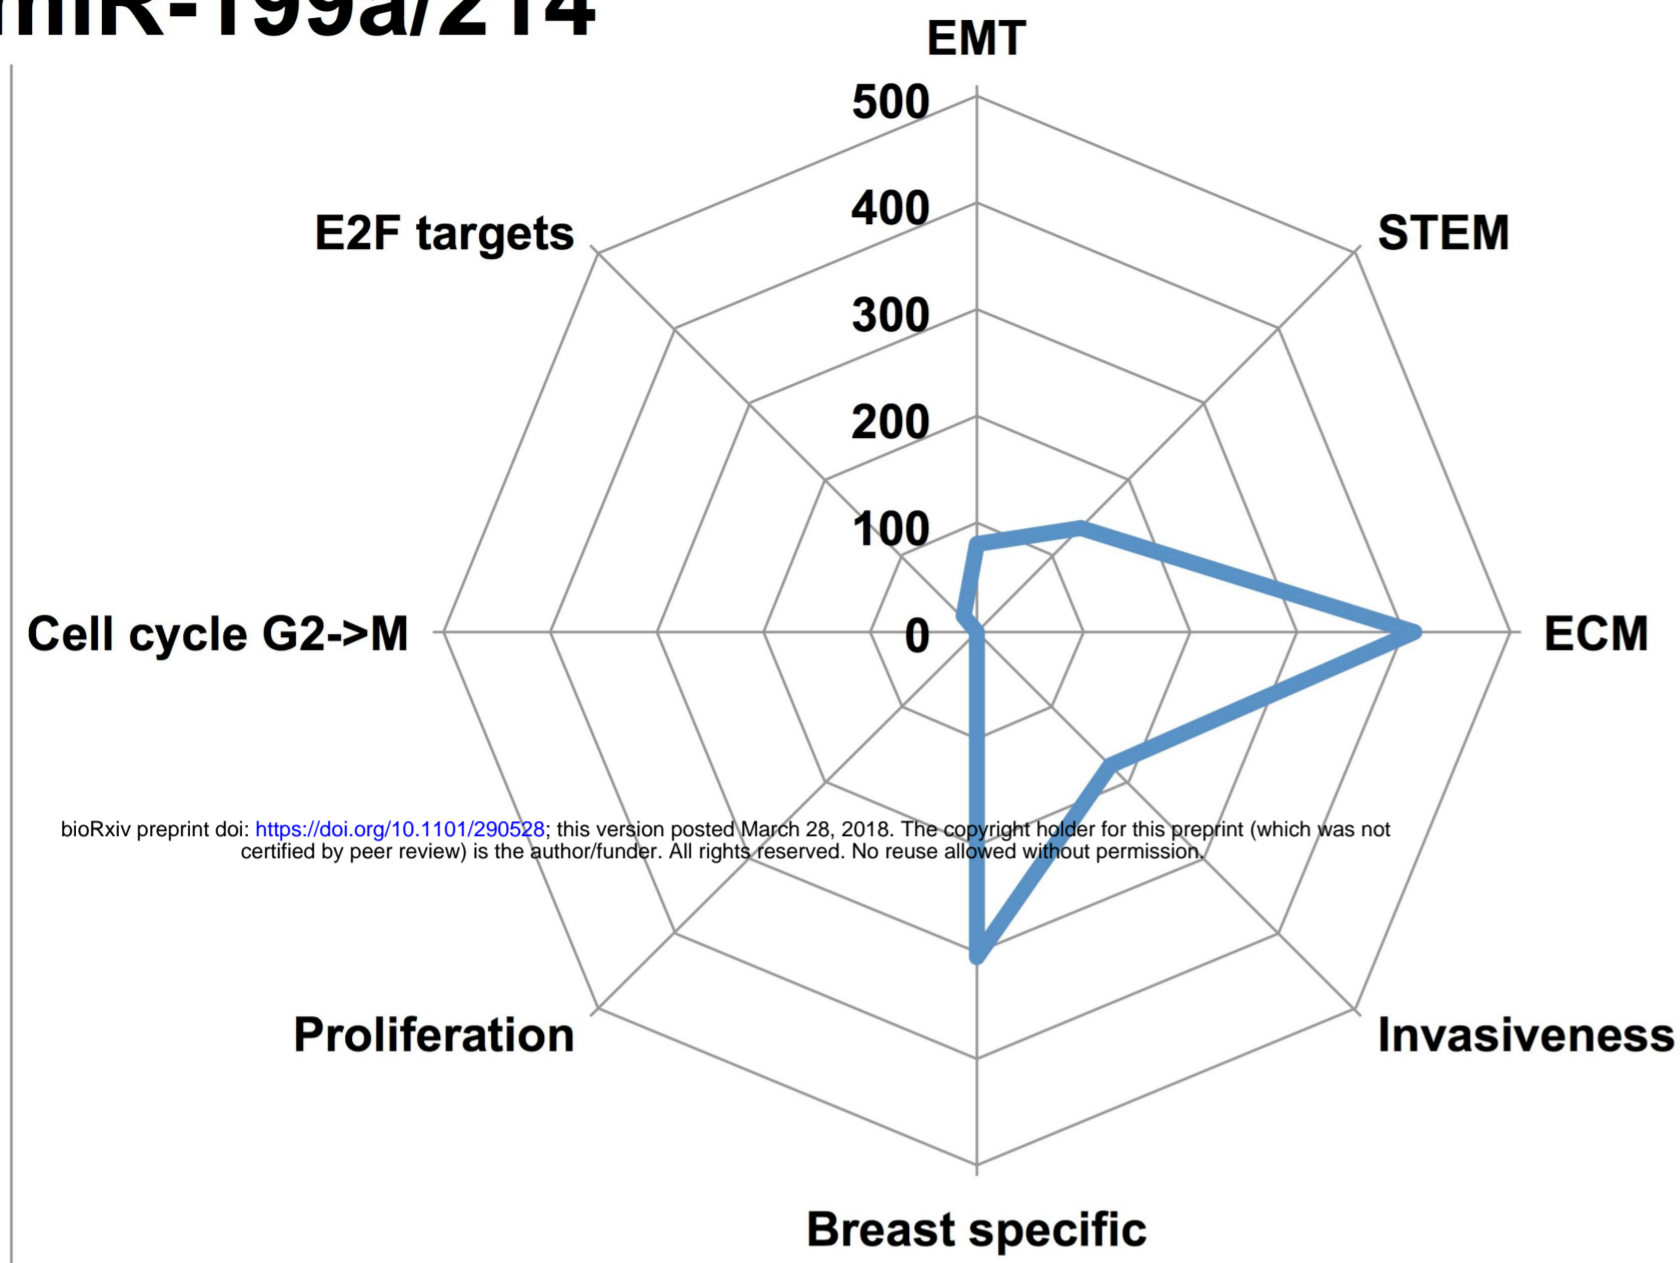 miR-199a/214
EMT
500
400
300
200
100
0
E2F targets
STEM
Cell cycle G2->M
ECM
bioRxiv preprint doi: https://doi.org/10.1101/290528; this version posted March 28, 2018. The copyright holder for this preprint (which was not
certified by peer review) is the author/funder. All rights reserved. No reuse allowed without permission.
Proliferation
Invasiveness
Breast specific